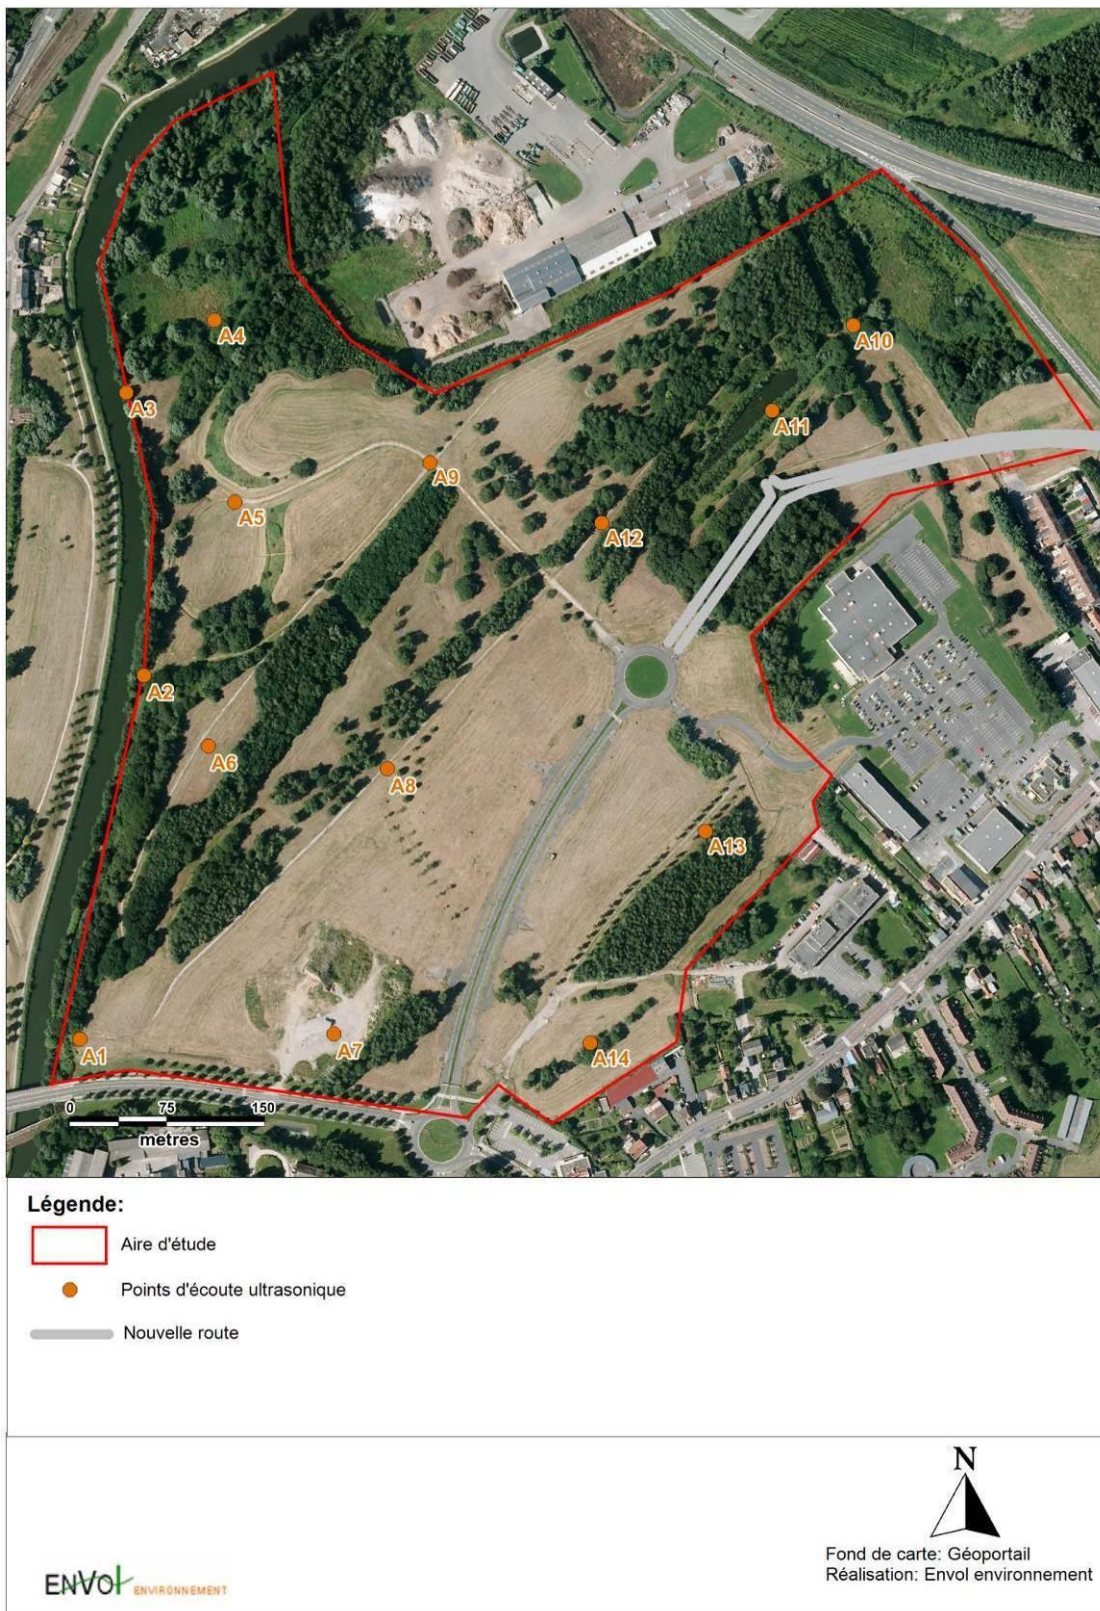 A4
A10
A3
A11
A9
A5
A12
A2
A6
A8
A13
A1
A7
A14
0 75 150
metres
Légende:
Aire d'étude
Points d'écoute ultrasonique
Nouvelle route
N
Fond de carte: Géoportail
Réalisation: Envol environnement
ENVOL ENVIRONNEMENT